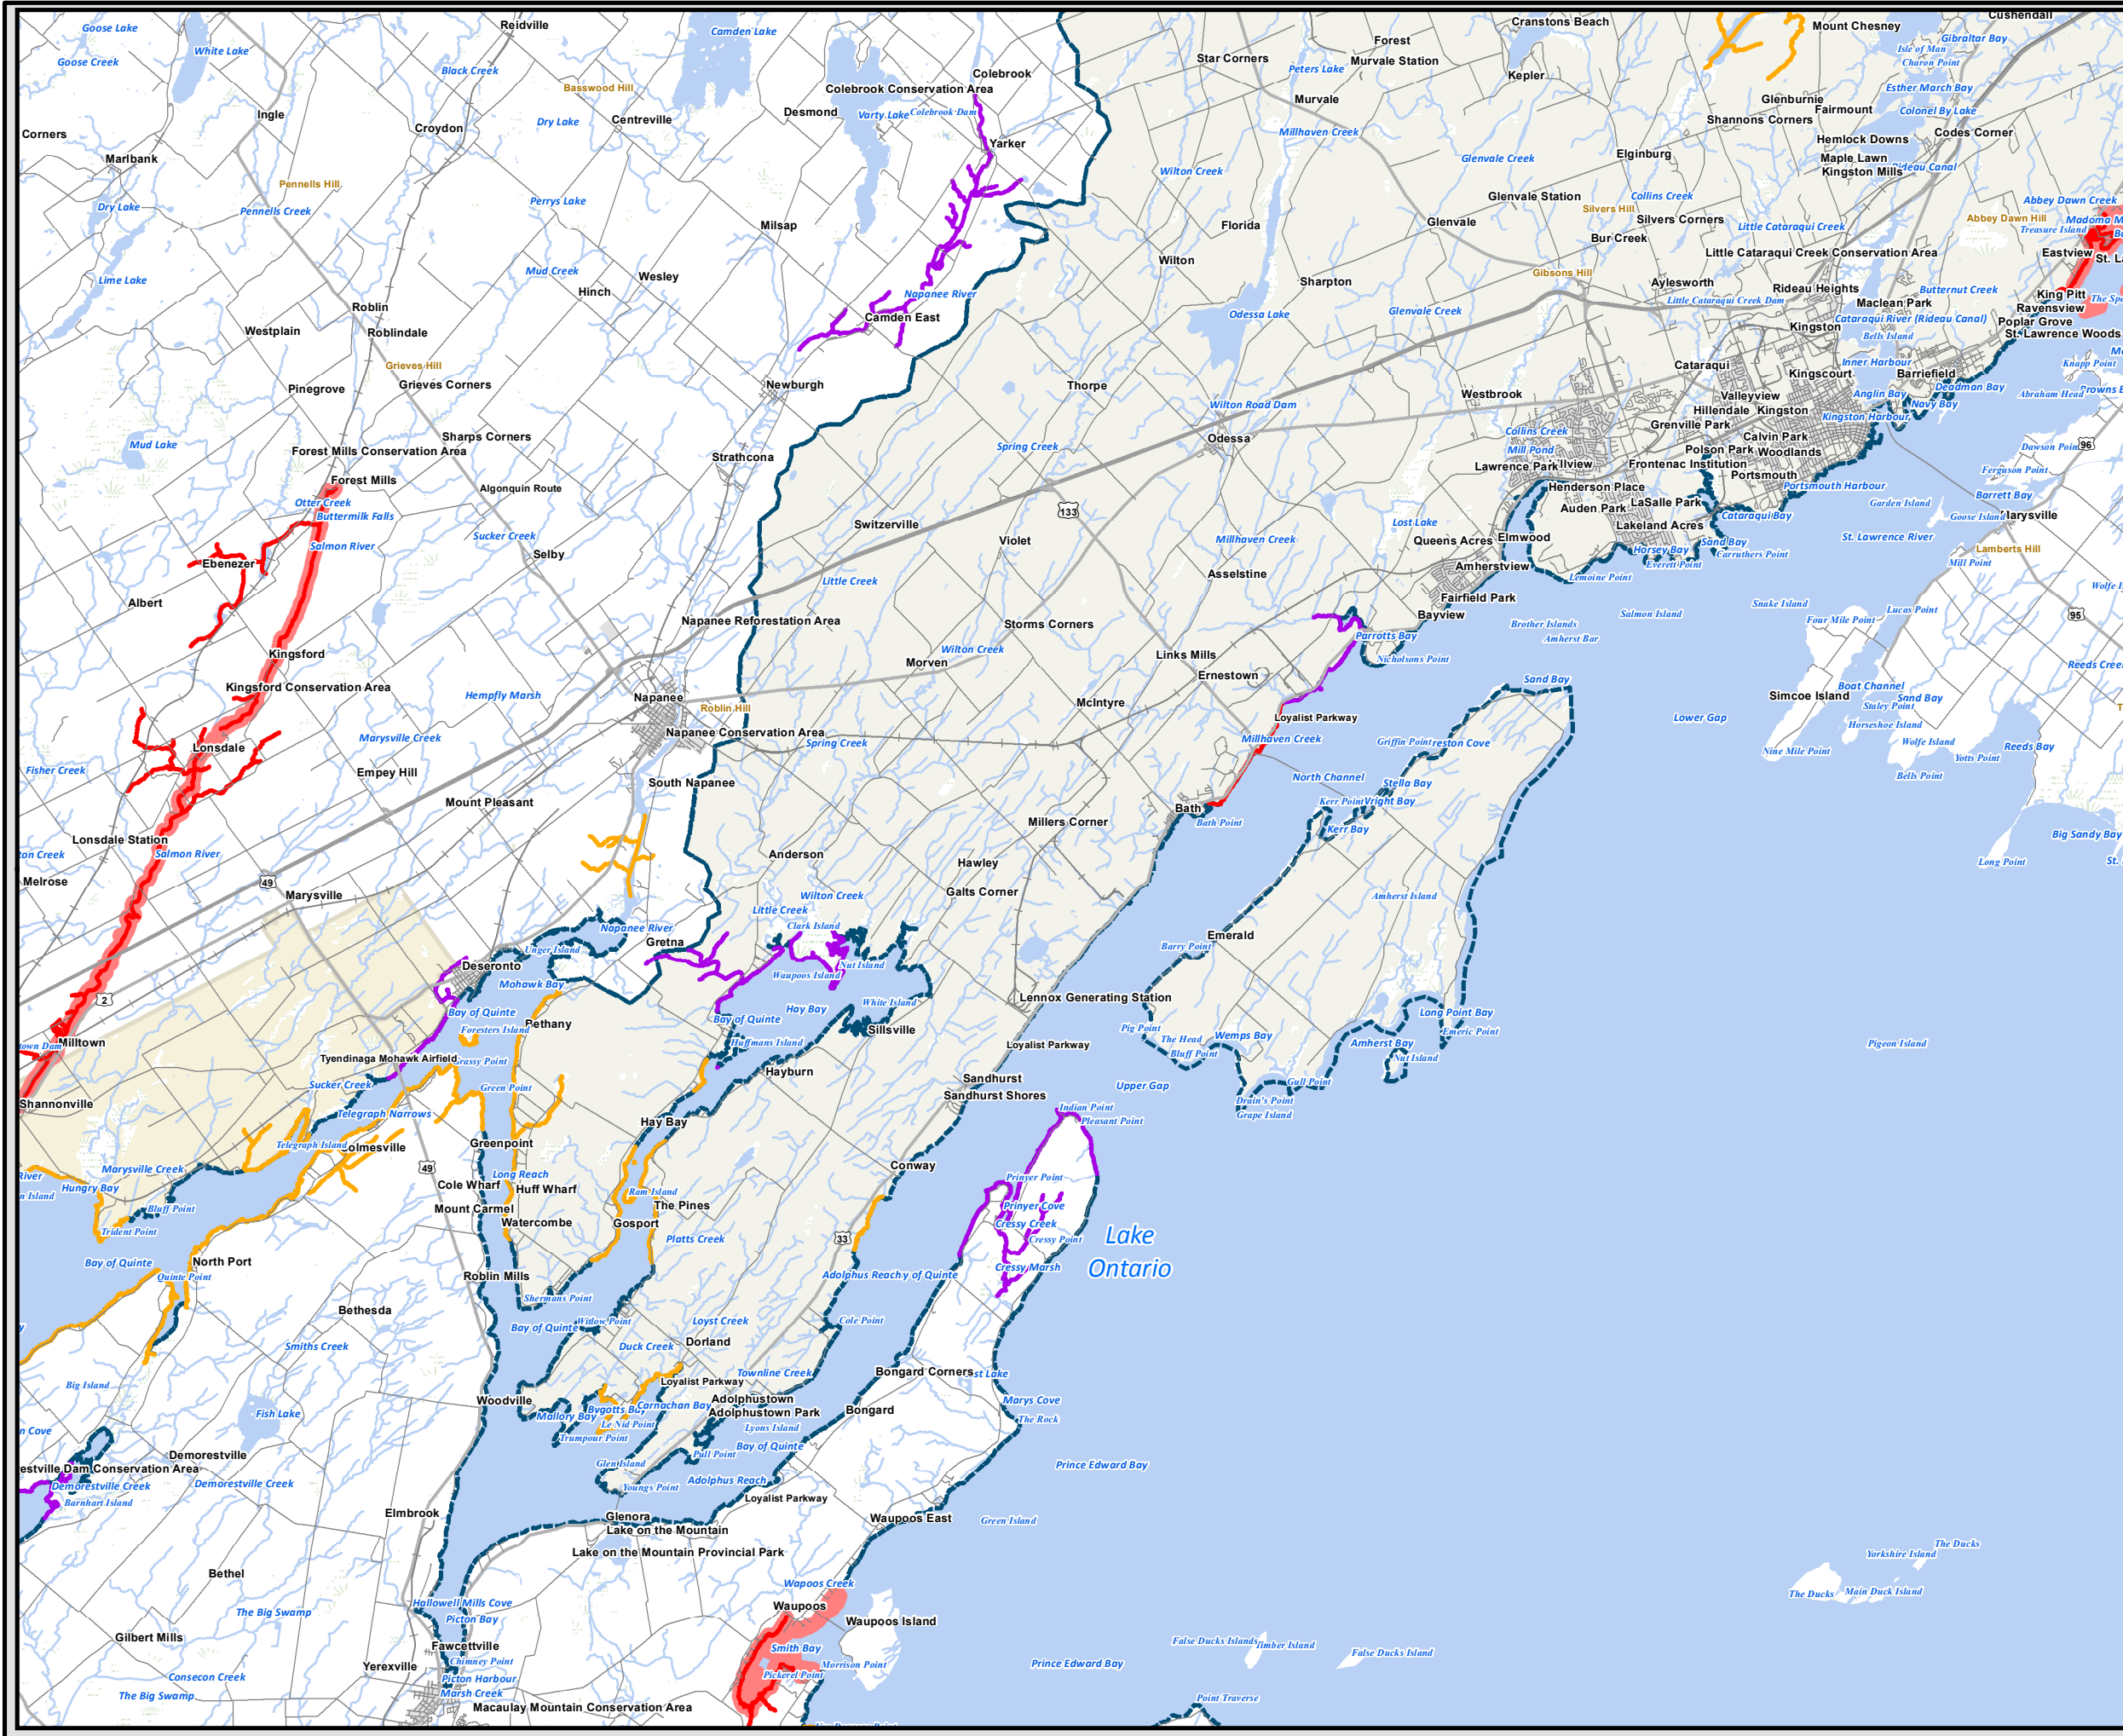 Goose Lake
Reidville
Camden Lake
Cranstons Beach
Cushendall
Mount Chesney
White Lake
Goose Creek
Black Creek
Basswood Hill
Colebrook
Colebrook Conservation Area
Star Corners
Forest
Murvale Station
Peters Lake
Kepler
Gibraltar Bay
Isle of Man
Charon Point
Esther March Bay
Ingle
Croydon
Dry Lake
Centreville
Desmond
Varty Lake
Colebrook Dam
Murvale
Glenburnie
Fairmount
Shannons Corners
Colonel By Lake
Corners
Marlbank
Yarker
Millhaven Creek
Hemlock Downs
Codes Corner
Elginburg
Maple Lawn
Kingston Mills
Rideau Canal
Pennells Hill
Pennells Creek
Dry Lake
Perrys Lake
Wilton Creek
Glenvale Creek
Glenvale Station
Collins Creek
Silvers Hill
Silvers Corners
Abbey Dawn Creek
Abbey Dawn Hill
Madoma M
Treasure Island
Milsap
Florida
Glenvale
Bur Creek
Little Cataraqui Creek
Little Cataraqui Creek Conservation Area
Eastview
St. La
Lime Lake
Mud Creek
Wesley
Hinch
Napanee River
Wilton
Sharpton
Gibsons Hill
Aylesworth
Rideau Heights
Butternut Creek
King Pitt
The Spe
Ravensview
Roblin
Roblindale
Westplain
Camden East
Odessa Lake
Glenvale Creek
Little Cataraqui Creek Dam
Maclean Park
Cataraqui River (Rideau Canal)
Poplar Grove
St. Lawrence Woods
Kingston
Bells Island
Grieves Hill
Grieves Corners
Pinegrove
Newburgh
Thorpe
Westbrook
Cataraqui
Kingscourt
Inner Harbour
Barriefield
Knapp Point
Deadman Bay
Abraham Head
Mud Lake
Sharps Corners
Forest Mills Conservation Area
Strathcona
Spring Creek
Wilton Road Dam
Odessa
Valleyview
Hillendale
Kingston
Anglin Bay
Navy Bay
Kingston Harbour
Grenville Park
Calvin Park
Woodlands
Polson Park
Collins Creek
Mill Pond
Lawrence Park
Frontenac Institution
Portsmouth
Dawson Point
96
Ferguson Point
Forest Mills
Otter Creek
Buttermilk Falls
Algonquin Route
Switzerville
133
Lost Lake
Henderson Place
Auden Park
LaSalle Park
Lakeland Acres
Portsmouth Harbour
Cataraqui Bay
Barrett Bay
Garden Island
Goose Island
Marysville
Salmon River
Sucker Creek
Selby
Violet
Millhaven Creek
Queens Acres
Elmwood
Horsey Bay
Sand Bay
Carruthers Point
Everett Point
St. Lawrence River
Lamberts Hill
Mill Point
Ebenezer
Albert
Little Creek
Asselstine
Amherstview
Lemoine Point
Fairfield Park
Bayview
Salmon Island
Snake Island
Lucas Point
Four Mile Point
95
Napanee Reforestation Area
Storms Corners
Brother Islands
Amherst Bar
Parrotts Bay
Nicholsons Point
Kingsford
Morven
Wilton Creek
Links Mills
Ernestown
Reeds Creek
Kingsford Conservation Area
Hempfly Marsh
Napanee
Roblin Hill
McIntyre
Loyalist Parkway
Sand Bay
Lower Gap
Simcoe Island
Boat Channel
Sand Bay
Staley Point
Horseshoe Island
Lonsdale
Marysville Creek
Napanee Conservation Area
Spring Creek
Millhaven Creek
Griffin Point
Nine Mile Point
Wolfe Island
Reeds Bay
Yotts Point
Bells Point
Fisher Creek
Empey Hill
South Napanee
North Channel
Stella Bay
Mount Pleasant
Bath
Bath Point
Kerr Point
Kerr Bay
Millers Corner
Lonsdale Station
Salmon River
Big Sandy Bay
Long Point
Melrose
49
Marysville
Anderson
Hawley
Galts Corner
Wilton Creek
Little Creek
Clark Island
Amherst Island
Napanee River
Gretna
Unger Island
Deseronto
Barry Point
Emerald
Waupoos Island
Nut Island
Mohawk Bay
2
Bay of Quinte
Foresters Island
Bethany
Hay Bay
White Island
Bay of Quinte
Huffmans Island
Sillsville
Lennox Generating Station
Loyalist Parkway
Pig Point
The Head
Bluff Point
Wemps Bay
Long Point Bay
Emeric Point
Amherst Bay
Nut Island
Pigeon Island
Milltown
Tyendinaga Mohawk Airfield
Sucker Creek
Green Point
Hayburn
Sandhurst
Sandhurst Shores
Upper Gap
Gull Point
Drain's Point
Grape Island
Shannonville
Telegraph Narrows
Hay Bay
Indian Point
Pleasant Point
Telegraph Island
Greenpoint
49
Marysville Creek
Hungry Bay
Bluff Point
Trident Point
Cole Wharf
Long Reach
Huff Wharf
Mount Carmel
Watercombe
Ram Island
The Pines
Gosport
Platts Creek
Conway
33
Prinyer Point
Prinyer Cove
Cressy Creek
Cressy Point
Cressy Marsh
Lake
Ontario
Bay of Quinte
Quinte Point
North Port
Roblin Mills
Shermans Point
Adolphus Reach
Bethesda
Smiths Creek
Bay of Quinte
Witlow Point
Loyst Creek
Cole Point
Duck Creek
Dorland
Big Island
Fish Lake
Woodville
Loyalist Parkway
Townline Creek
Adolphustown
Adolphustown Park
Bongard Corners
Marys Cove
The Rock
Mallory Bay
Carnachan Bay
Le Nid Point
Trumpour Point
Lyons Island
Bongard
Demorestville
Demorestville Creek
Demorestville Creek
Barnhart Island
Glen Island
Youngs Point
Pull Point
Bay of Quinte
Adolphus Reach
Prince Edward Bay
Elmbrook
Glenora
Lake on the Mountain
Loyalist Parkway
Waupoos East
Green Island
Lake on the Mountain Provincial Park
Bethel
The Big Swamp
Hallowell Mills Cove
Picton Bay
Wapoos Creek
Waupoos
Waupoos Island
The Ducks
Yorkshire Island
The Ducks
Main Duck Island
Gilbert Mills
Fawcettville
Chimney Point
Yerexville
Smith Bay
Pickerel Point
Morrison Point
False Ducks Islands
Timber Island
False Ducks Island
Prince Edward Bay
Consecon Creek
The Big Swamp
Picton Harbour
Marsh Creek
Macaulay Mountain Conservation Area
Point Traverse